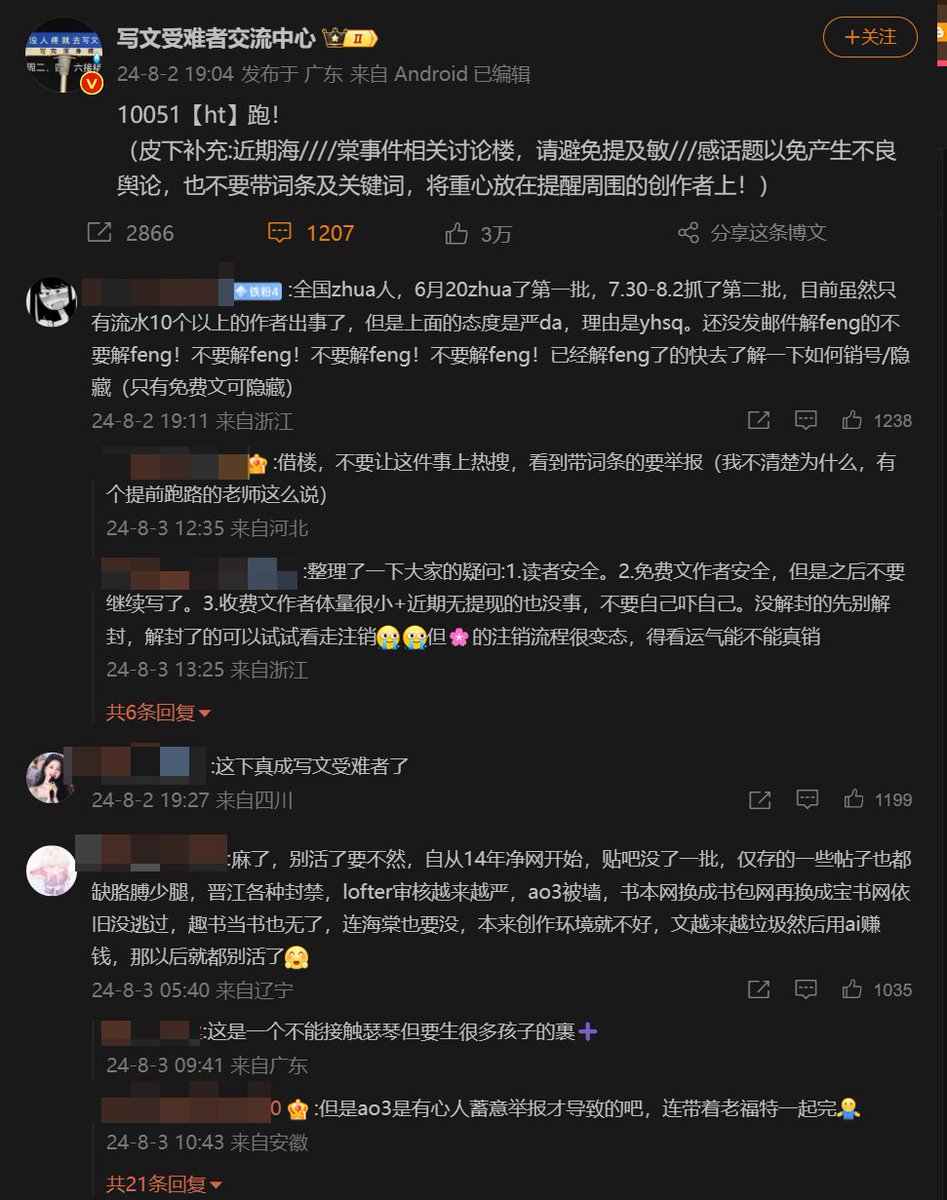 写文受难者交流中心
II
+关注
24-8-2 19:04 发布于 广东 来自 Android 已编辑
10051【ht】跑！
（皮下补充:近期海////棠事件相关讨论楼，请避免提及敏///感话题以免产生不良
舆论，也不要带词条及关键词，将重心放在提醒周围的创作者上！）
2866
1207
3万
分享这条博文
铁粉4 :全国zhua人，6月20zhua了第一批，7.30-8.2抓了第二批，目前虽然只
有流水10个以上的作者出事了，但是上面的态度是严da，理由是yhsq。还没发邮件解feng的不
要解feng！不要解feng！不要解feng！不要解feng！已经解feng了的快去了解一下如何销号/隐
藏（只有免费文可隐藏）
24-8-2 19:11 来自浙江
1238
:借楼，不要让这件事上热搜，看到带词条的要举报（我不清楚为什么，有
个提前跑路的老师这么说）
24-8-3 12:35 来自河北
:整理了一下大家的疑问:1.读者安全。2.免费文作者安全，但是之后不要
继续写了。3.收费文作者体量很小+近期无提现的也没事，不要自己吓自己。没解封的先别解
封，解封了的可以试试看走注销😭😭但🌸的注销流程很变态，得看运气能不能真销
24-8-3 13:25 来自浙江
共6条回复
:这下真成写文受难者了
24-8-2 19:27 来自四川
1199
:麻了，别活了要不然，自从14年净网开始，贴吧没了一批，仅存的一些帖子也都
缺胳膊少腿，晋江各种封禁，lofter审核越来越严，ao3被墙，书本网换成书包网再换成宝书网依
旧没逃过，趣书当书也无了，连海棠也要没，本来创作环境就不好，文越来越垃圾然后用ai赚
钱，那以后就都别活了🤗
24-8-3 05:40 来自辽宁
1035
:这是一个不能接触瑟琴但要生很多孩子的裏➕
24-8-3 09:41 来自广东
0 :但是ao3是有心人蓄意举报才导致的吧，连带着老福特一起完🤷
24-8-3 10:43 来自安徽
共21条回复